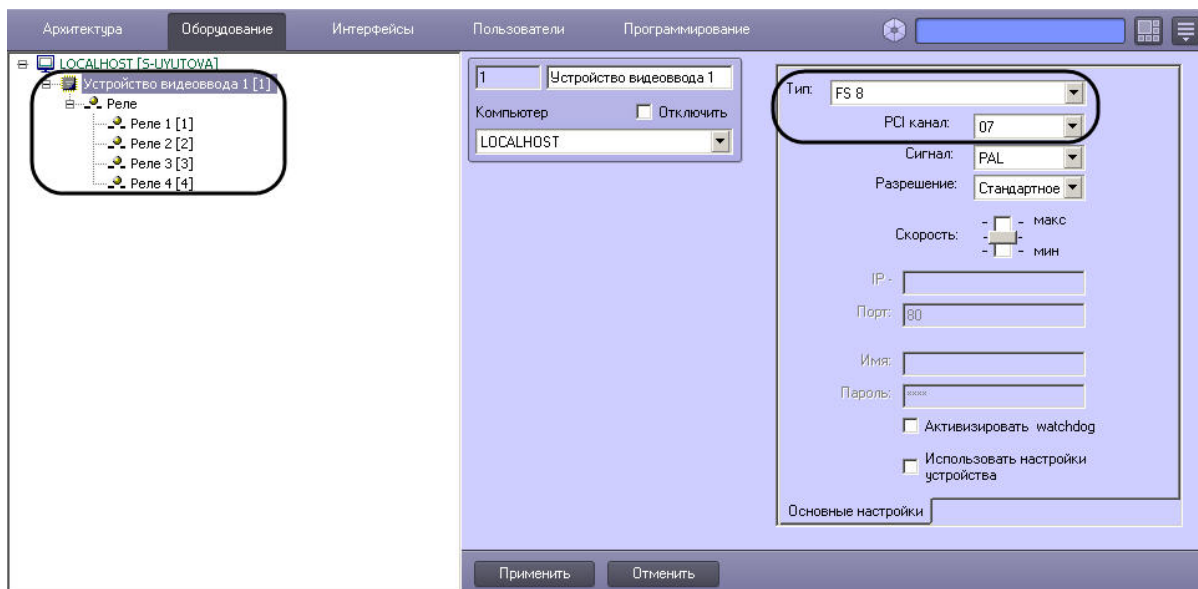 Архитектура Оборудование Интерфейсы Пользователи Программирование
LOCALHOST [S-UYUTOVA]
Устройство видеоввода 1 [1]
Реле
Реле 1 [1]
Реле 2 [2]
Реле 3 [3]
Реле 4 [4]
1 Устройство видеоввода 1
Компьютер Отключить
LOCALHOST
Тип: FS 8
PCI канал: 07
Сигнал: PAL
Разрешение: Стандартное
Скорость: макс
мин
IP -
Порт: 80
Имя:
Пароль: ****
Активизировать watchdog
Использовать настройки
устройства
Основные настройки
Применить Отменить